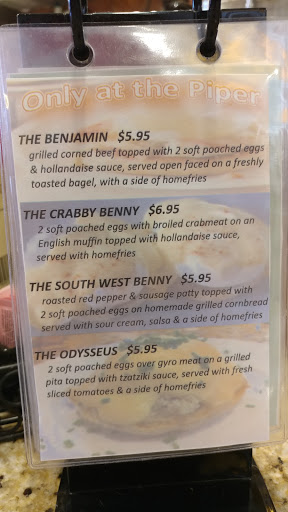 Only at the Piper
THE BENJAMIN $5.95
grilled corned beef topped with 2 soft poached eggs
& hollandaise sauce, served open faced on a freshly
toasted bagel, with a side of homefries
THE CRABBY BENNY $6.95
2 soft poached eggs with broiled crabmeat on an
English muffin topped with hollandaise sauce,
served with homefries
THE SOUTH WEST BENNY $5.95
roasted red pepper & sausage patty topped with
2 soft poached eggs on homemade grilled cornbread
served with sour cream, salsa & a side of homefries
THE ODYSSEUS $5.95
2 soft poached eggs over gyro meat on a grilled
pita topped with tzatziki sauce, served with fresh
sliced tomatoes & a side of homefries